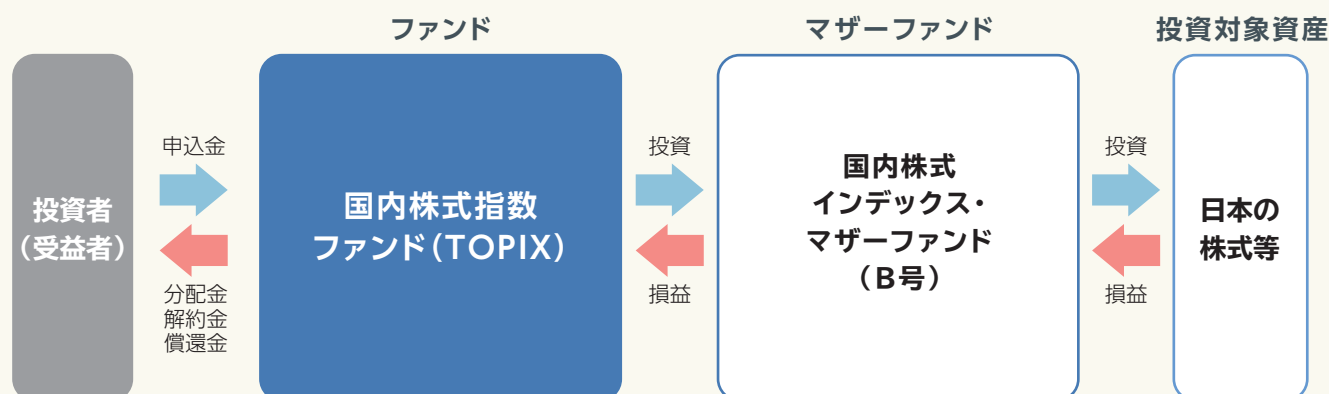 ファンド
マザーファンド
投資対象資産
投資者
（受益者）
申込金
分配金
解約金
償還金
国内株式指数
ファンド（TOPIX）
投資
損益
国内株式
インデックス・
マザーファンド
（B号）
投資
損益
日本の
株式等